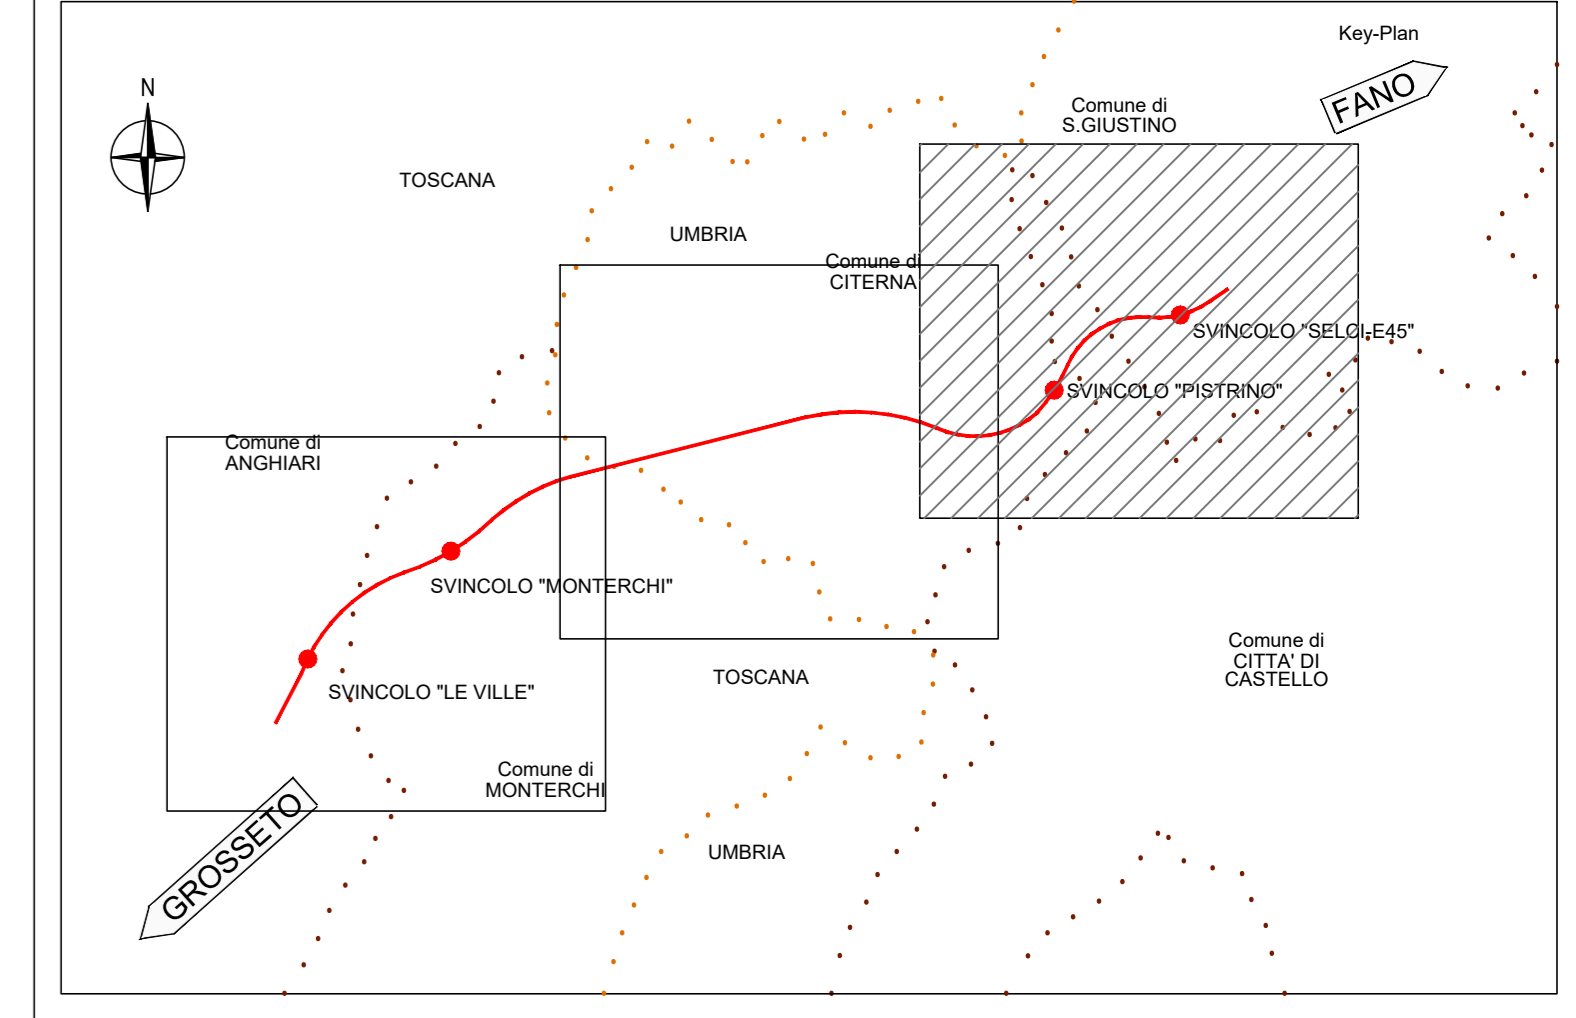 Key-Plan
N
FANO
Comune di
S.GIUSTINO
TOSCANA
UMBRIA
Comune di
CITERNA
SVINCOLO "SELCI-E45"
SVINCOLO "PISTRINO"
Comune di
ANGHIARI
SVINCOLO "MONTERCHI"
Comune di
CITTA' DI
CASTELLO
TOSCANA
SVINCOLO "LE VILLE"
Comune di
MONTERCHI
GROSSETO
UMBRIA